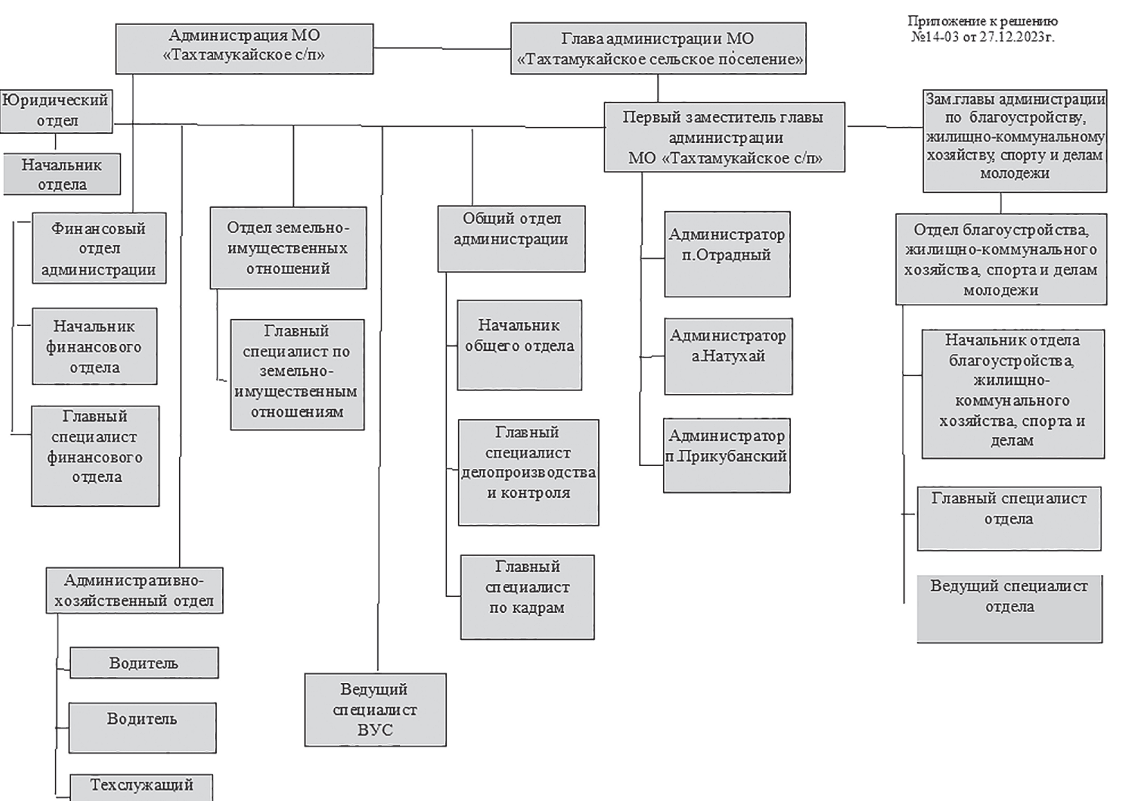 Приложение к решению
№14-03 от 27.12.2023г.
Администрация МО
«Тахтамукайское с/п»
Глава администрации МО
«Тахтамукайское сельское поселение»
Юридический
отдел
Начальник
отдела
Первый заместитель главы
администрации
МО «Тахтамукайское с/п»
Зам.главы администрации
по благоустройству,
жилищно-коммунальному
хозяйству, спорту и делам
молодежи
Финансовый
отдел
администрации
Начальник
финансового
отдела
Главный
специалист
финансового
отдела
Отдел земельно-
имущественных
отношений
Главный
специалист по
земельно-
имущественным
отношениям
Общий отдел
администрации
Начальник
общего отдела
Главный
специалист
делопроизводства
и контроля
Главный
специалист
по кадрам
Администратор
п.Отрадный
Администратор
а.Натухай
Администратор
п.Прикубанский
Отдел благоустройства,
жилищно-коммунального
хозяйства, спорта и делам
молодежи
Начальник отдела
благоустройства,
жилищно-
коммунального
хозяйства, спорта и
делам
Главный специалист
отдела
Ведущий специалист
отдела
Административно-
хозяйственный отдел
Водитель
Водитель
Техслужащий
Ведущий
специалист
ВУС